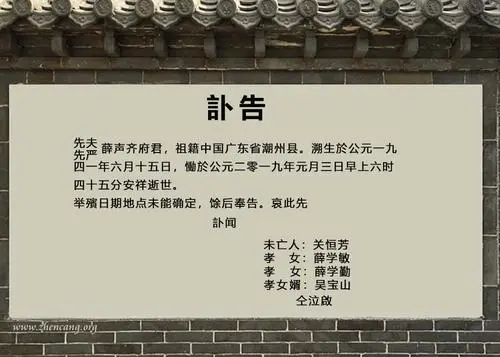 訃告
先夫
先严
薛声齐府君，祖籍中国广东省潮州县。溯生於公元一九
四一年六月十五日，慟於公元二零一九年元月三日早上六时
四十五分安祥逝世。
举殯日期地点未能确定，馀后奉告。哀此先
訃闻
未亡人：关恒芳
孝 女：薛学敏
孝 女：薛学勤
孝女婿：吴宝山
仝泣啟
www.zhencang.org